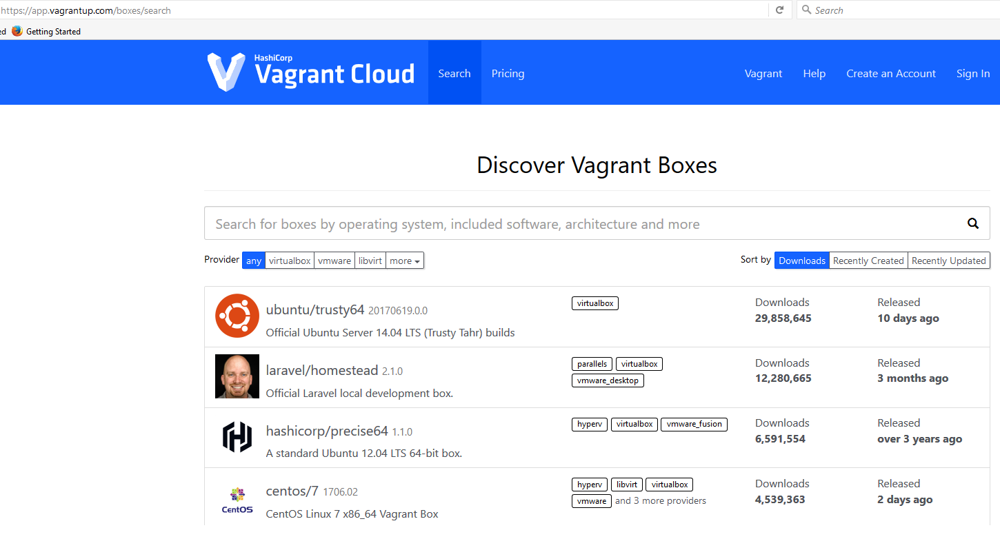 https://app.vagrantup.com/boxes/search
Search
ed
Getting Started
HashiCorp
Vagrant Cloud
Search
Pricing
Vagrant
Help
Create an Account
Sign In
Discover Vagrant Boxes
Search for boxes by operating system, included software, architecture and more
Provider any virtualbox vmware libvirt more
Sort by Downloads Recently Created Recently Updated
ubuntu/trusty64 20170619.0.0
Official Ubuntu Server 14.04 LTS (Trusty Tahr) builds
virtualbox
Downloads
29,858,645
Released
10 days ago
laravel/homestead 2.1.0
Official Laravel local development box.
parallels virtualbox
vmware_desktop
Downloads
12,280,665
Released
3 months ago
hashicorp/precise64 1.1.0
A standard Ubuntu 12.04 LTS 64-bit box.
hyperv virtualbox vmware_fusion
Downloads
6,591,554
Released
over 3 years ago
CentOS
centos/7 1706.02
CentOS Linux 7 x86_64 Vagrant Box
hyperv libvirt virtualbox
vmware and 3 more providers
Downloads
4,539,363
Released
2 days ago